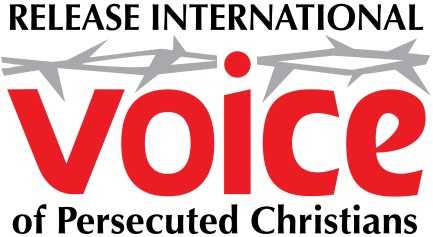 RELEASE INTERNATIONAL
voice
of Persecuted Christians